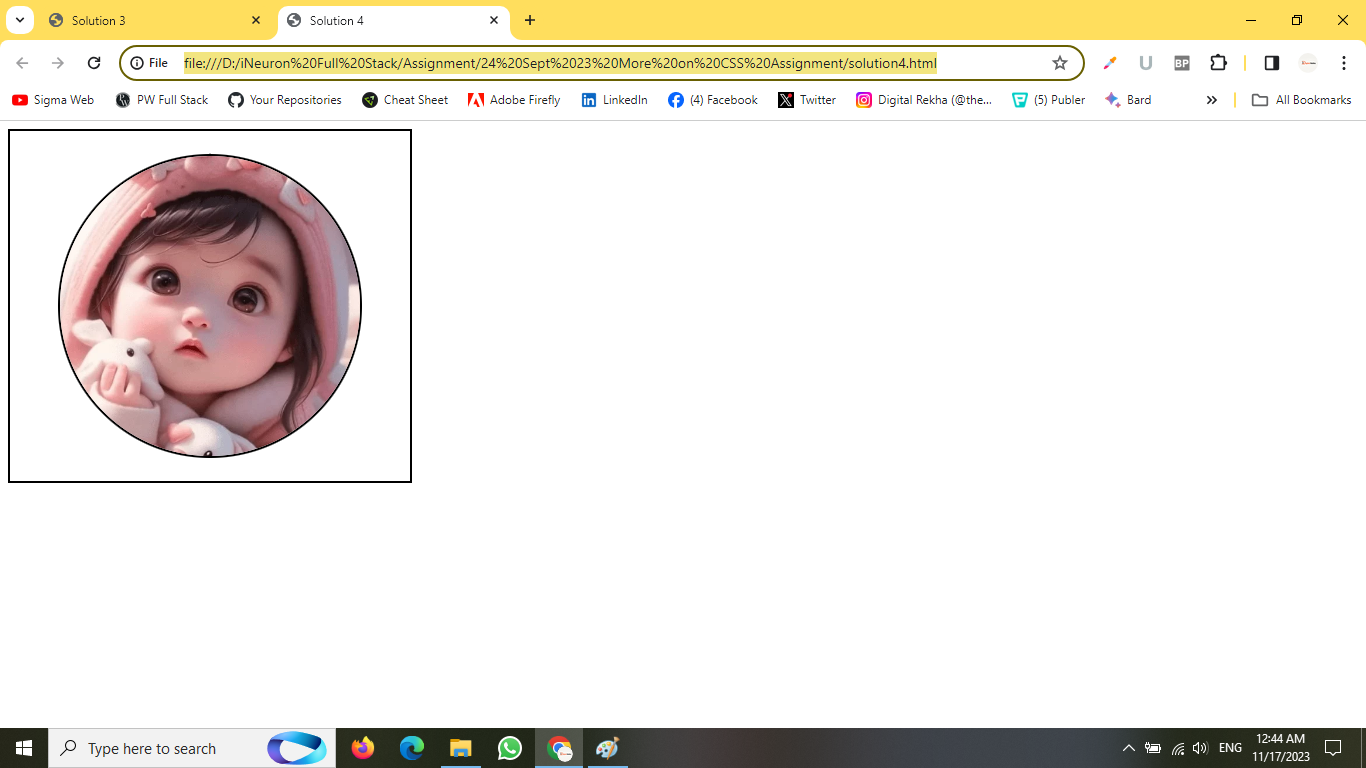 Solution 3
Solution 4
File
file:///D:/iNeuron%20Full%20Stack/Assignment/24%20Sept%2023%20More%20on%20CSS%20Assignment/solution4.html
U
BP
Sigma Web
PW Full Stack
Your Repositories
Cheat Sheet
Adobe Firefly
LinkedIn
(4) Facebook
Twitter
Digital Rekha (@the...
(5) Publer
Bard
All Bookmarks
Type here to search
ENG
12:44 AM
11/17/2023